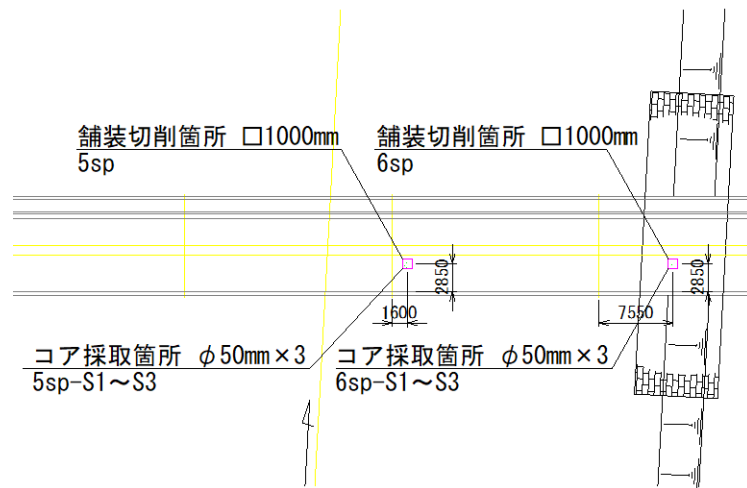 舗装切削箇所 □1000mm
5sp
舗装切削箇所 □1000mm
6sp
2850
2850
1600
7550
コア採取箇所 φ50mm×3
5sp-S1～S3
コア採取箇所 φ50mm×3
6sp-S1～S3